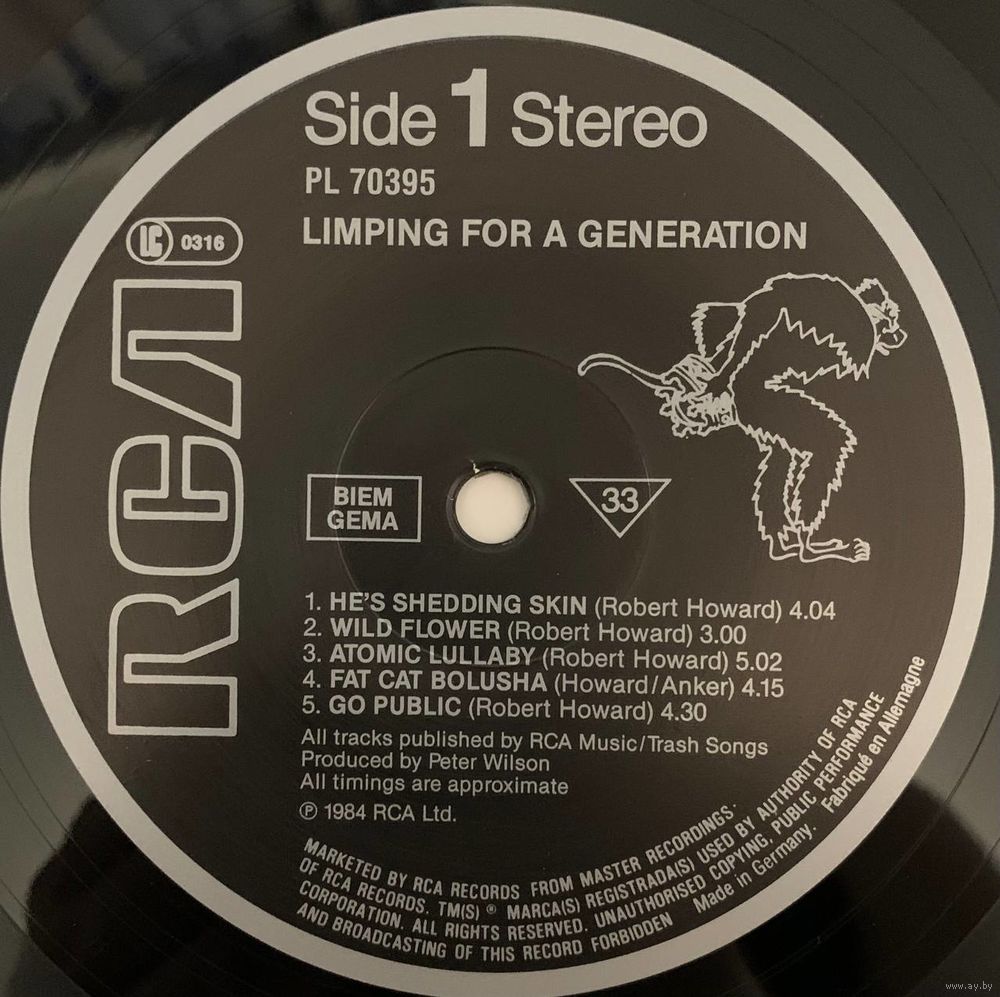 Side 1 Stereo
PL 70395
LIMPING FOR A GENERATION
LC 0316
RCA
BIEM
GEMA
33
1. HE'S SHEDDING SKIN (Robert Howard) 4.04
2. WILD FLOWER (Robert Howard) 3.00
3. ATOMIC LULLABY (Robert Howard) 5.02
4. FAT CAT BOLUSHA (Howard/Anker) 4.15
5. GO PUBLIC (Robert Howard) 4.30
All tracks published by RCA Music/Trash Songs
Produced by Peter Wilson
All timings are approximate
℗ 1984 RCA Ltd.
MARKETED BY RCA RECORDS FROM MASTER RECORDINGS.
OF RCA RECORDS. TM(S) ® MARCA(S) REGISTRADA(S) USED BY AUTHORITY OF RCA
CORPORATION. ALL RIGHTS RESERVED. UNAUTHORISED COPYING, PUBLIC PERFORMANCE
AND BROADCASTING OF THIS RECORD FORBIDDEN Made in Germany. Fabriqué en Allemagne
www.ay.by